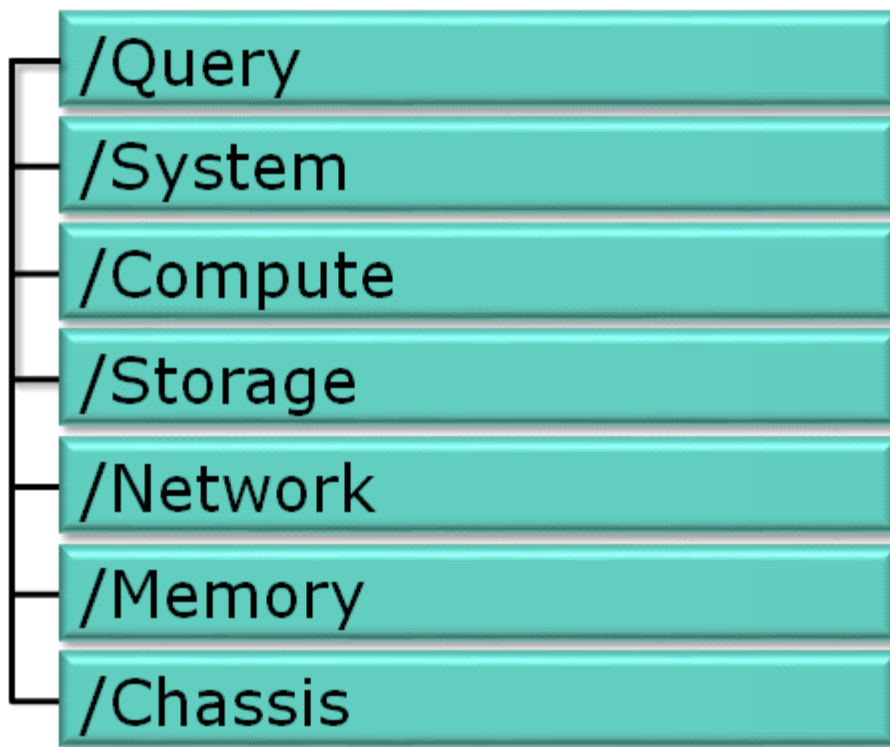 /Query
/System
/Compute
/Storage
/Network
/Memory
/Chassis